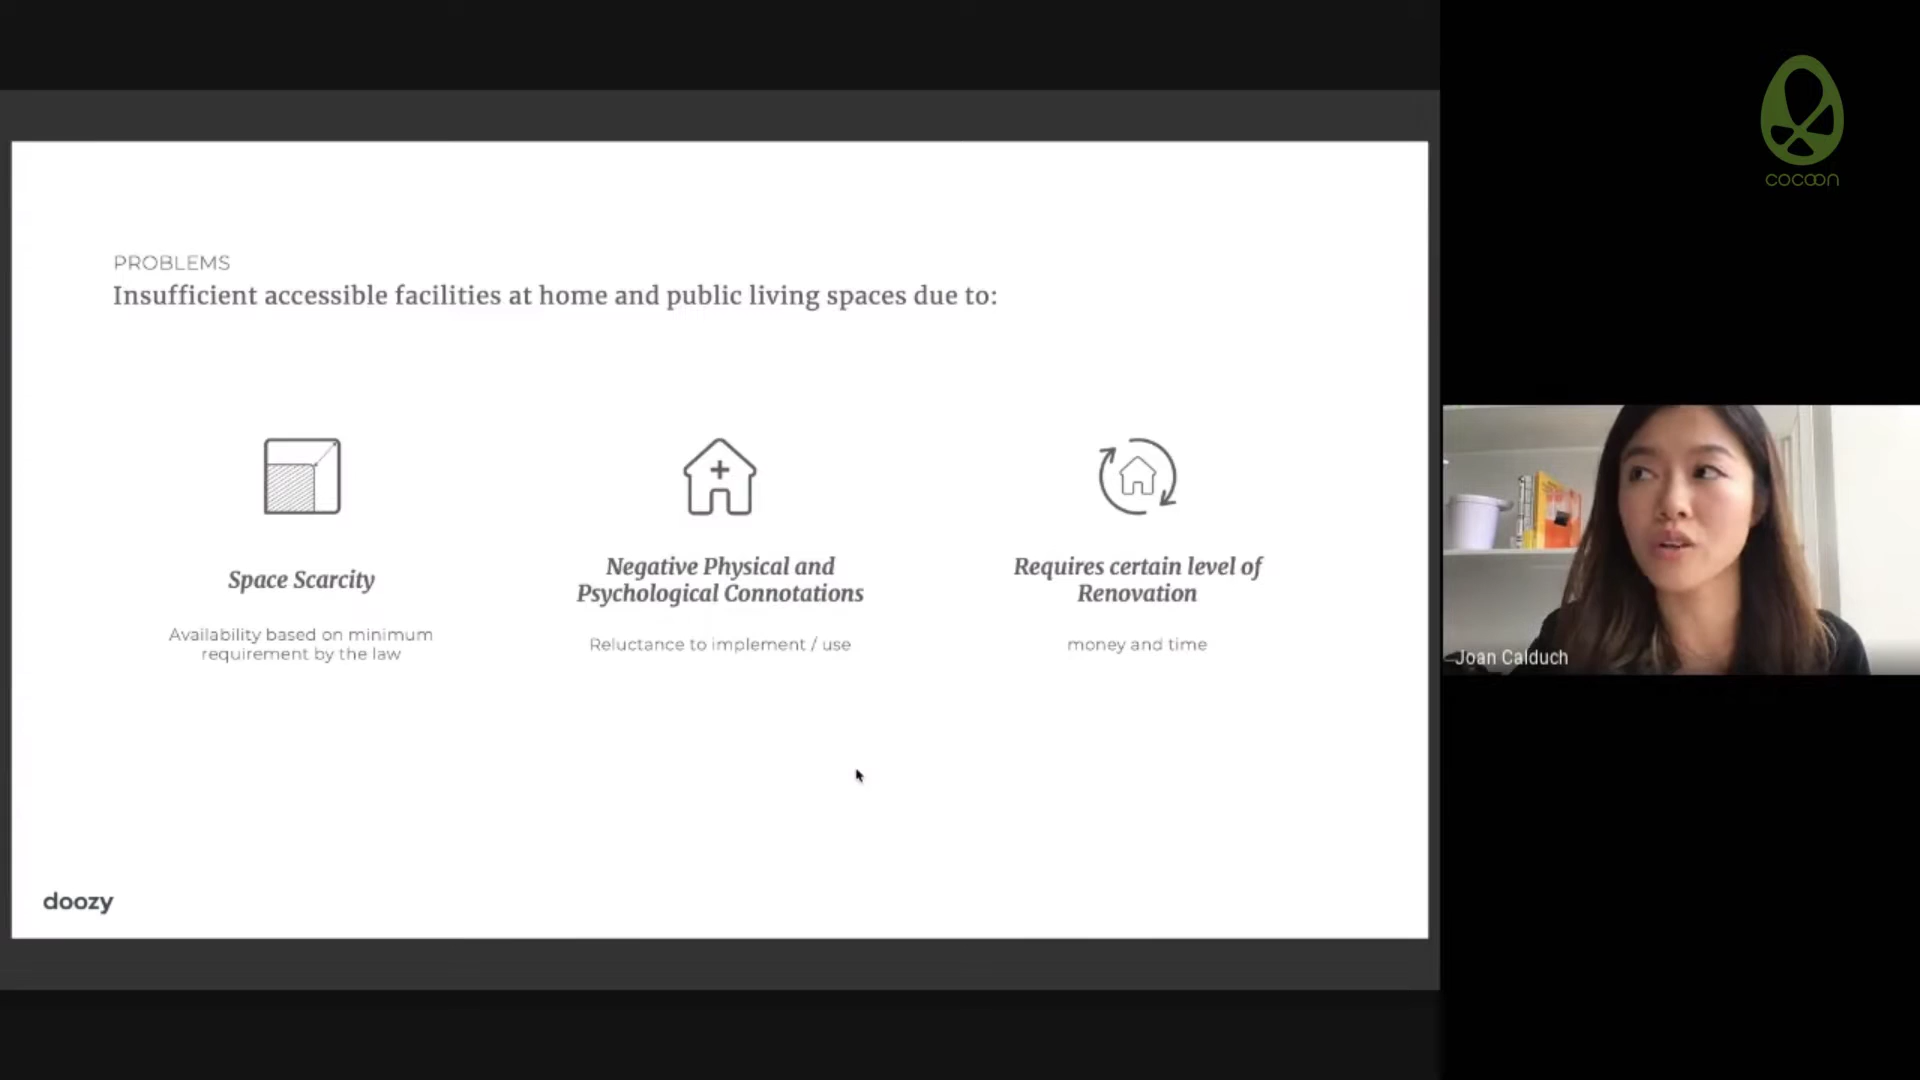 cocoon
PROBLEMS
Insufficient accessible facilities at home and public living spaces due to:
Space Scarcity
Availability based on minimum
requirement by the law
Negative Physical and
Psychological Connotations
Reluctance to implement / use
Requires certain level of
Renovation
money and time
Joan Calduch
doozy